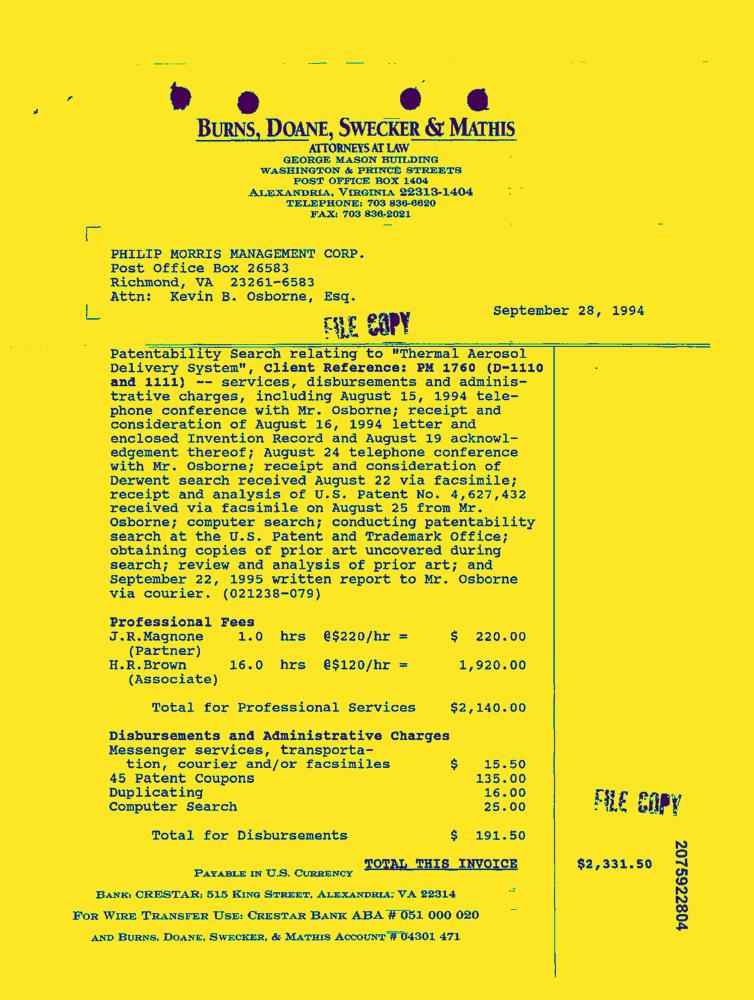 BURNS, DOANE, SWECKER & MATHIS
ATTORNEYS AT LAW
GEORGE MASON BUILDING
WASHINGTON & PRINCE STREETS
POST OFFICE BOX 1404
ALEXANDRIA, VIRGINIA 22313-1404
TELEPHONE: 703 836-6620
FAX: 703 836-2021
PHILIP MORRIS MANAGEMENT CORP.
Post Office Box 26583
Richmond, VA 23261-6583
Attn: Kevin B. Osborne, Esq.
September 28, 1994
FILE COPY
Patentability Search relating to "Thermal Aerosol
Delivery System", Client Reference: PM 1760 (D-1110
and 1111) -- services, disbursements and adminis-
trative charges, including August 15, 1994 tele-
phone conference with Mr. Osborne; receipt and
consideration of August 16, 1994 letter and
enclosed Invention Record and August 19 acknowl-
edgement thereof; August 24 telephone conference
with Mr. Osborne; receipt and consideration of
Derwent search received August 22 via facsimile;
receipt and analysis of U.S. Patent No. 4,627,432
received via facsimile on August 25 from Mr.
Osborne; computer search; conducting patentability
search at the U.S. Patent and Trademark Office;
obtaining copies of prior art uncovered during
search; review and analysis of prior art; and
September 22, 1995 written report to Mr. Osborne
via courier. (021238-079)
Professional Fees
J.R.Magnone 1.0 hrs @$220/hr = $ 220.00
(Partner)
H.R.Brown 16.0 hrs @$120/hr = 1,920.00
(Associate)
Total for Professional Services $2,140.00
Disbursements and Administrative Charges
Messenger services, transporta-
tion, courier and/or facsimiles $ 15.50
45 Patent Coupons 135.00
Duplicating 16.00
Computer Search 25.00
FILE COPY
Total for Disbursements $ 191.50
TOTAL THIS INVOICE $2,331.50
PAYABLE IN U.S. CURRENCY
BANK: CRESTAR; 515 KING STREET, ALEXANDRIA, VA 22314
FOR WIRE TRANSFER USE: CRESTAR BANK ABA # 051 000 020
AND BURNS, DOANE, SWECKER, & MATHIS ACCOUNT # 04301 471
2075922804